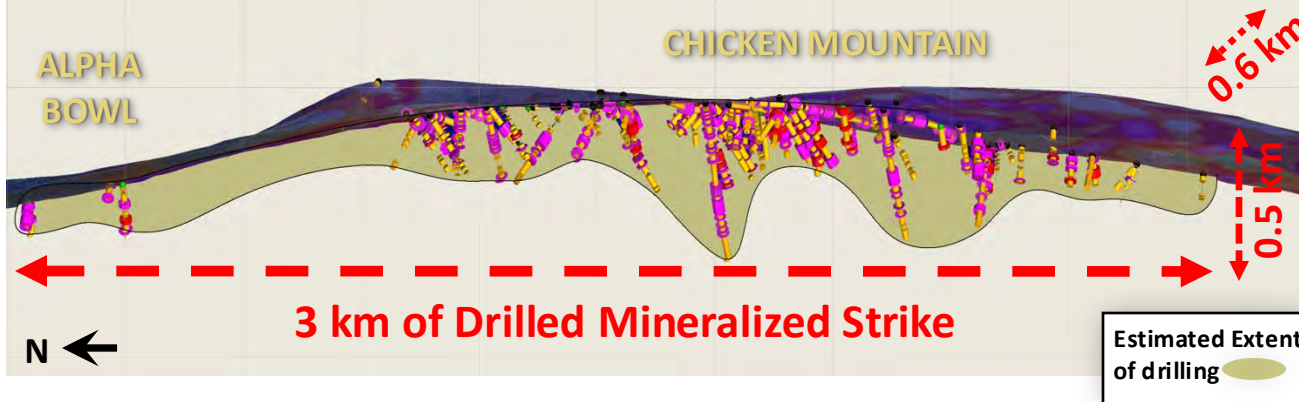 ALPHA
BOWL
CHICKEN MOUNTAIN
0.6 km
0.5 km
3 km of Drilled Mineralized Strike
N
Estimated Extent
of drilling